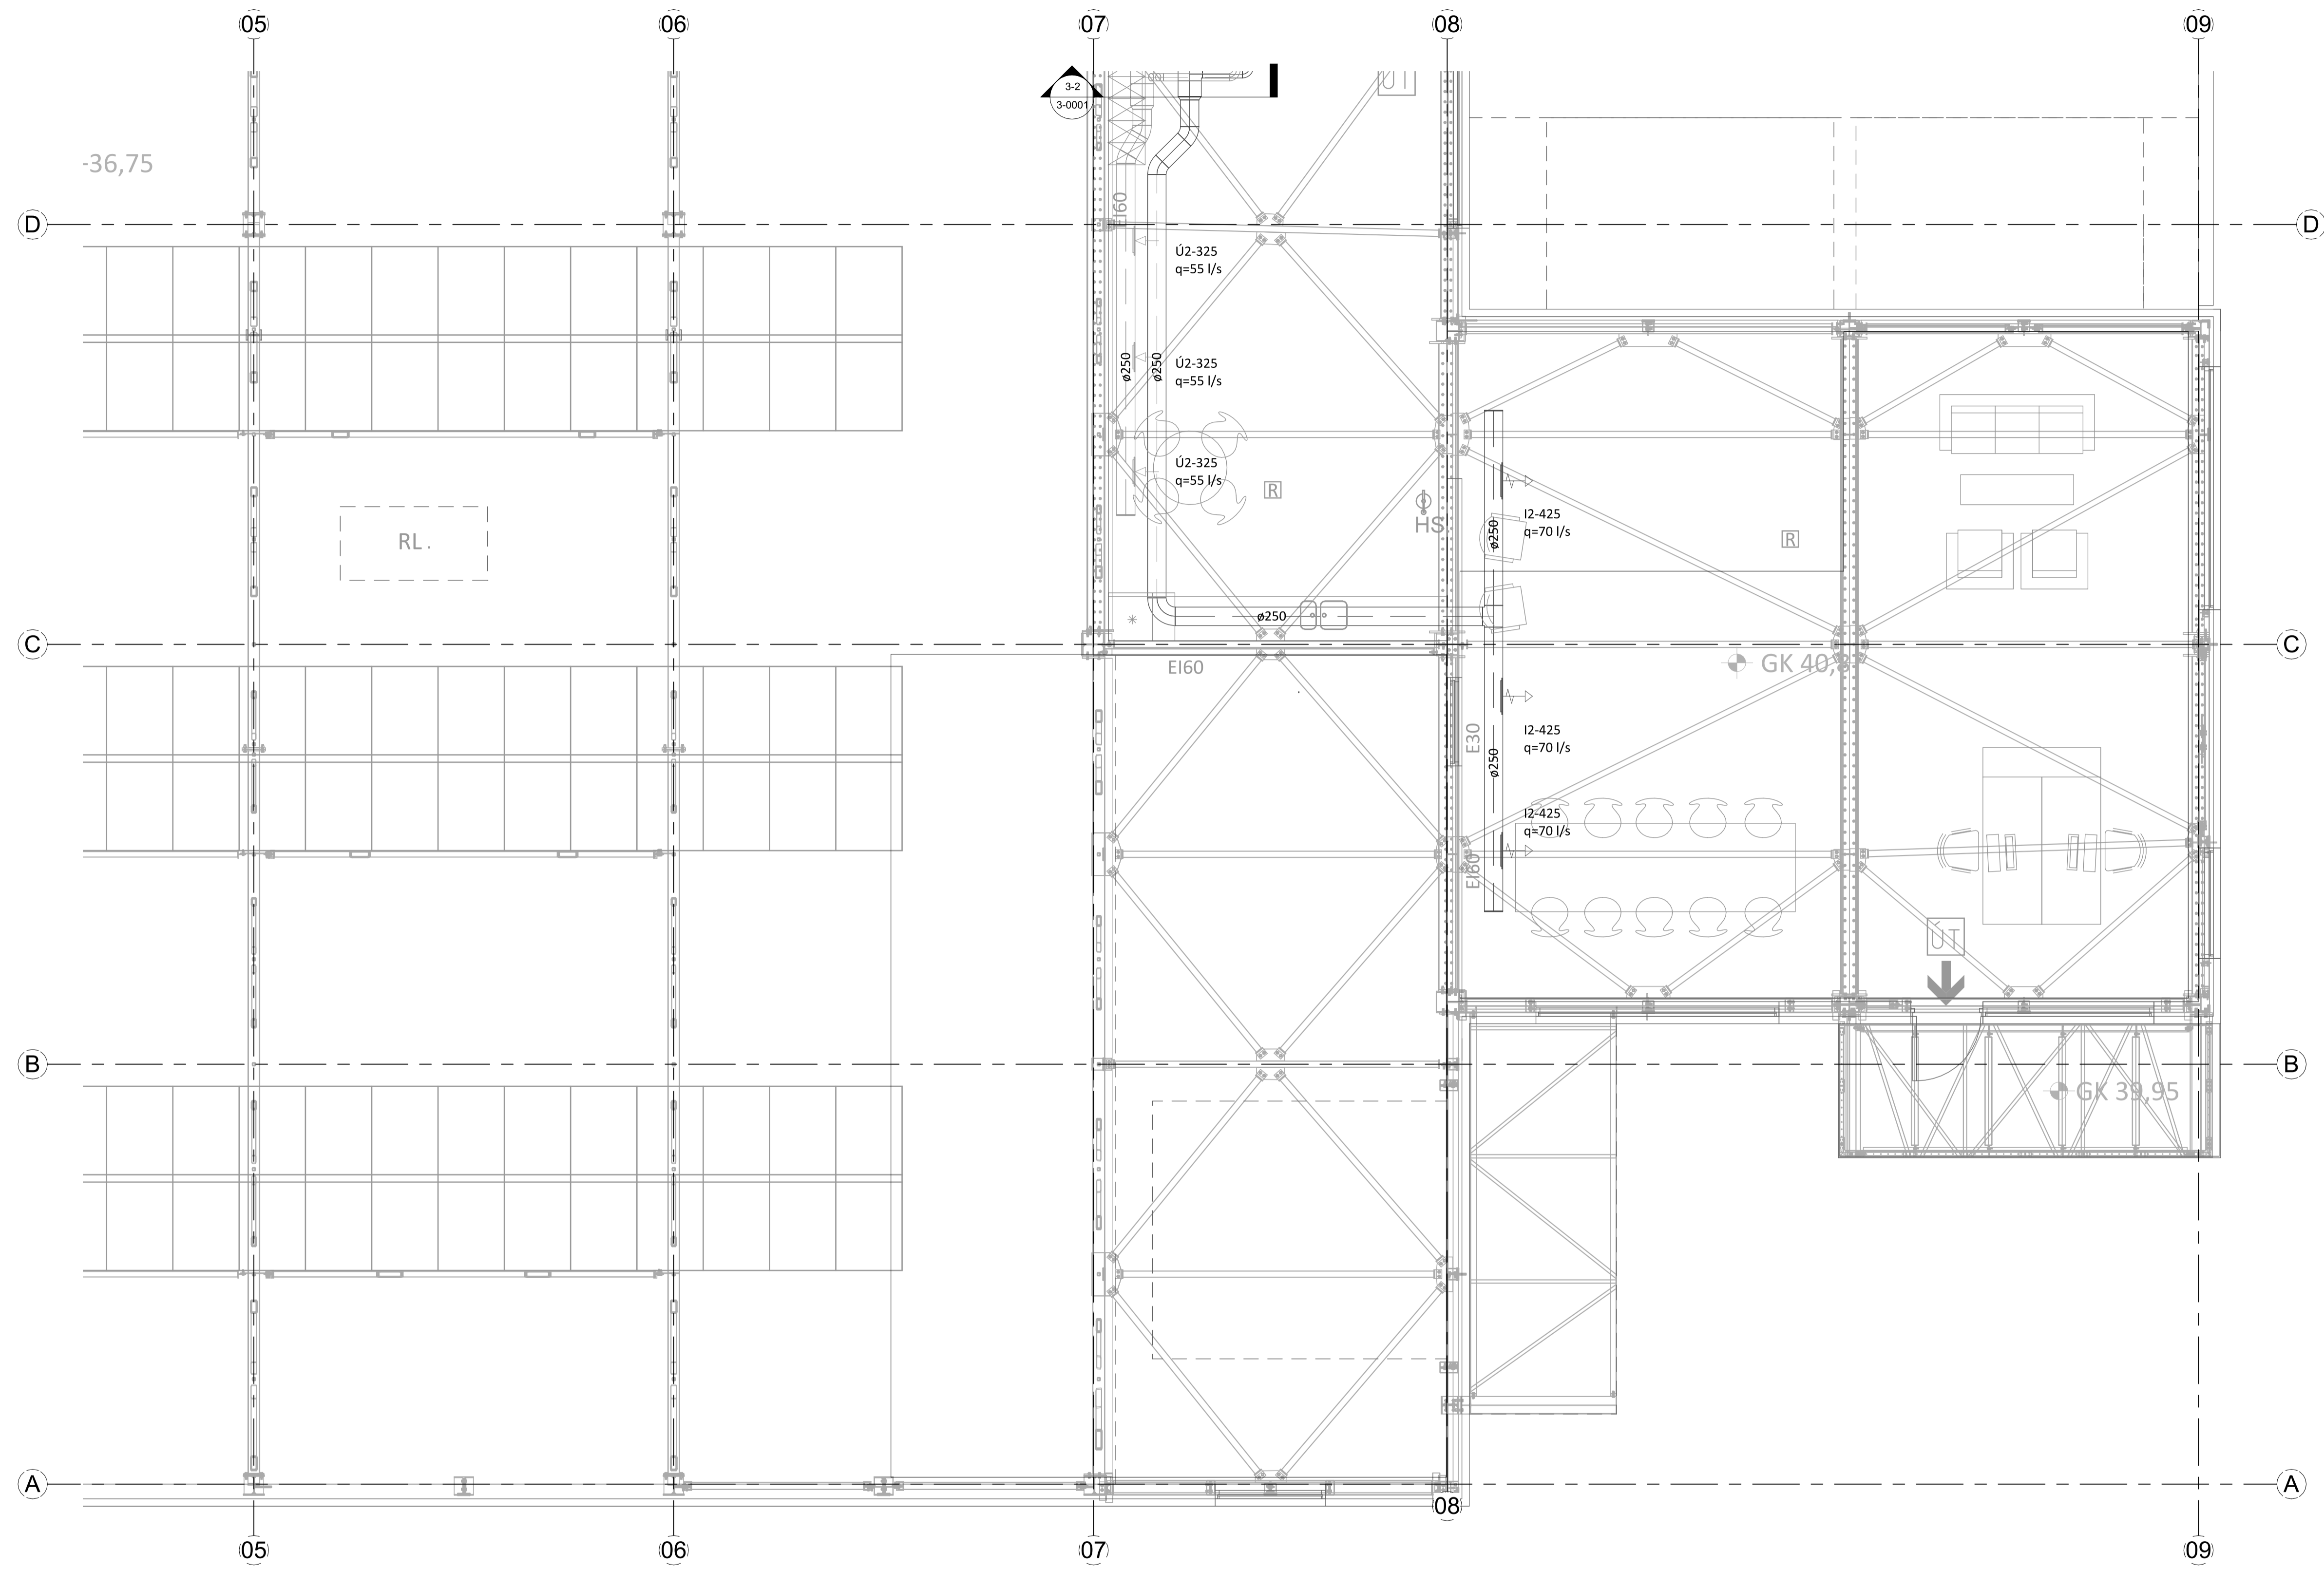 05
06
07
08
09
3-2
3-0001
ÚT
-36,75
EI60
D
D
Ú2-325
q=55 l/s
ø250
ø250
Ú2-325
q=55 l/s
Ú2-325
q=55 l/s
R
HS
ø250
I2-425
q=70 l/s
R
RL
ø250
C
C
EI60
GK 40,8
E30
ø250
I2-425
q=70 l/s
I2-425
q=70 l/s
EI60
ÚT
B
B
GK 39,95
A
A
08
05
06
07
09